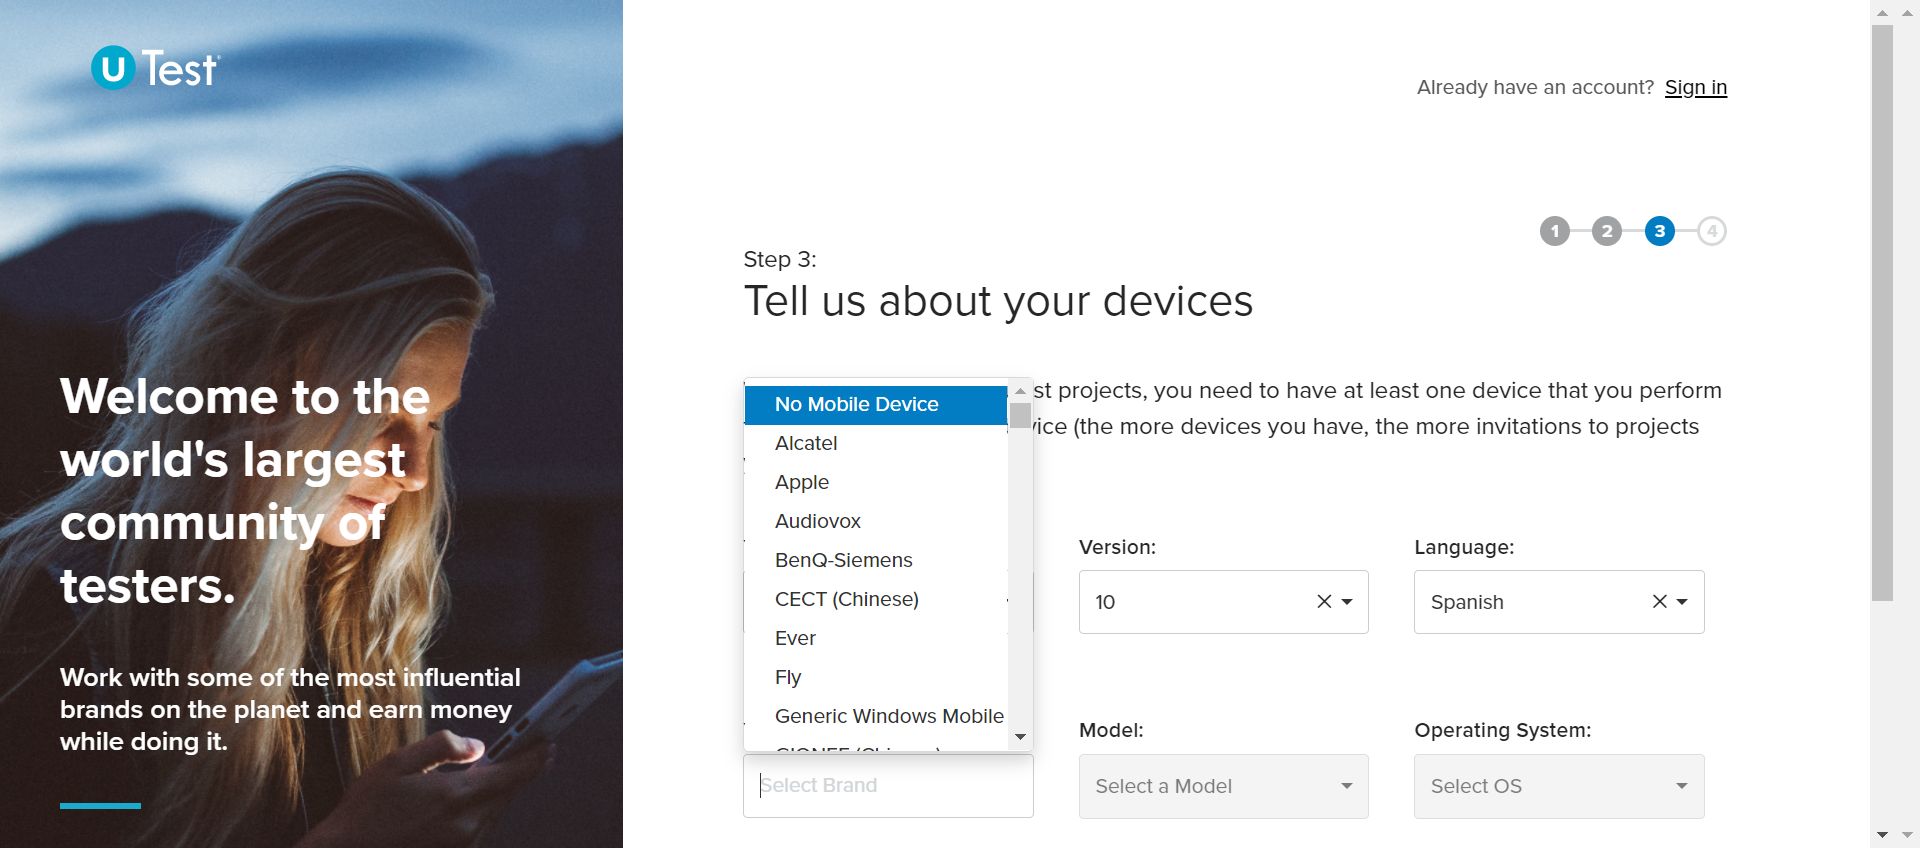 u Test
Already have an account? Sign in
1 2 3 4
Step 3:
Tell us about your devices
Welcome to the
world's largest
community of
testers.
Work with some of the most influential
brands on the planet and earn money
while doing it.
st projects, you need to have at least one device that you perform
vice (the more devices you have, the more invitations to projects
No Mobile Device
Alcatel
Apple
Audiovox
BenQ-Siemens
CECT (Chinese)
Ever
Fly
Generic Windows Mobile
Select Brand
Version:
10
Language:
Spanish
Model:
Select a Model
Operating System:
Select OS